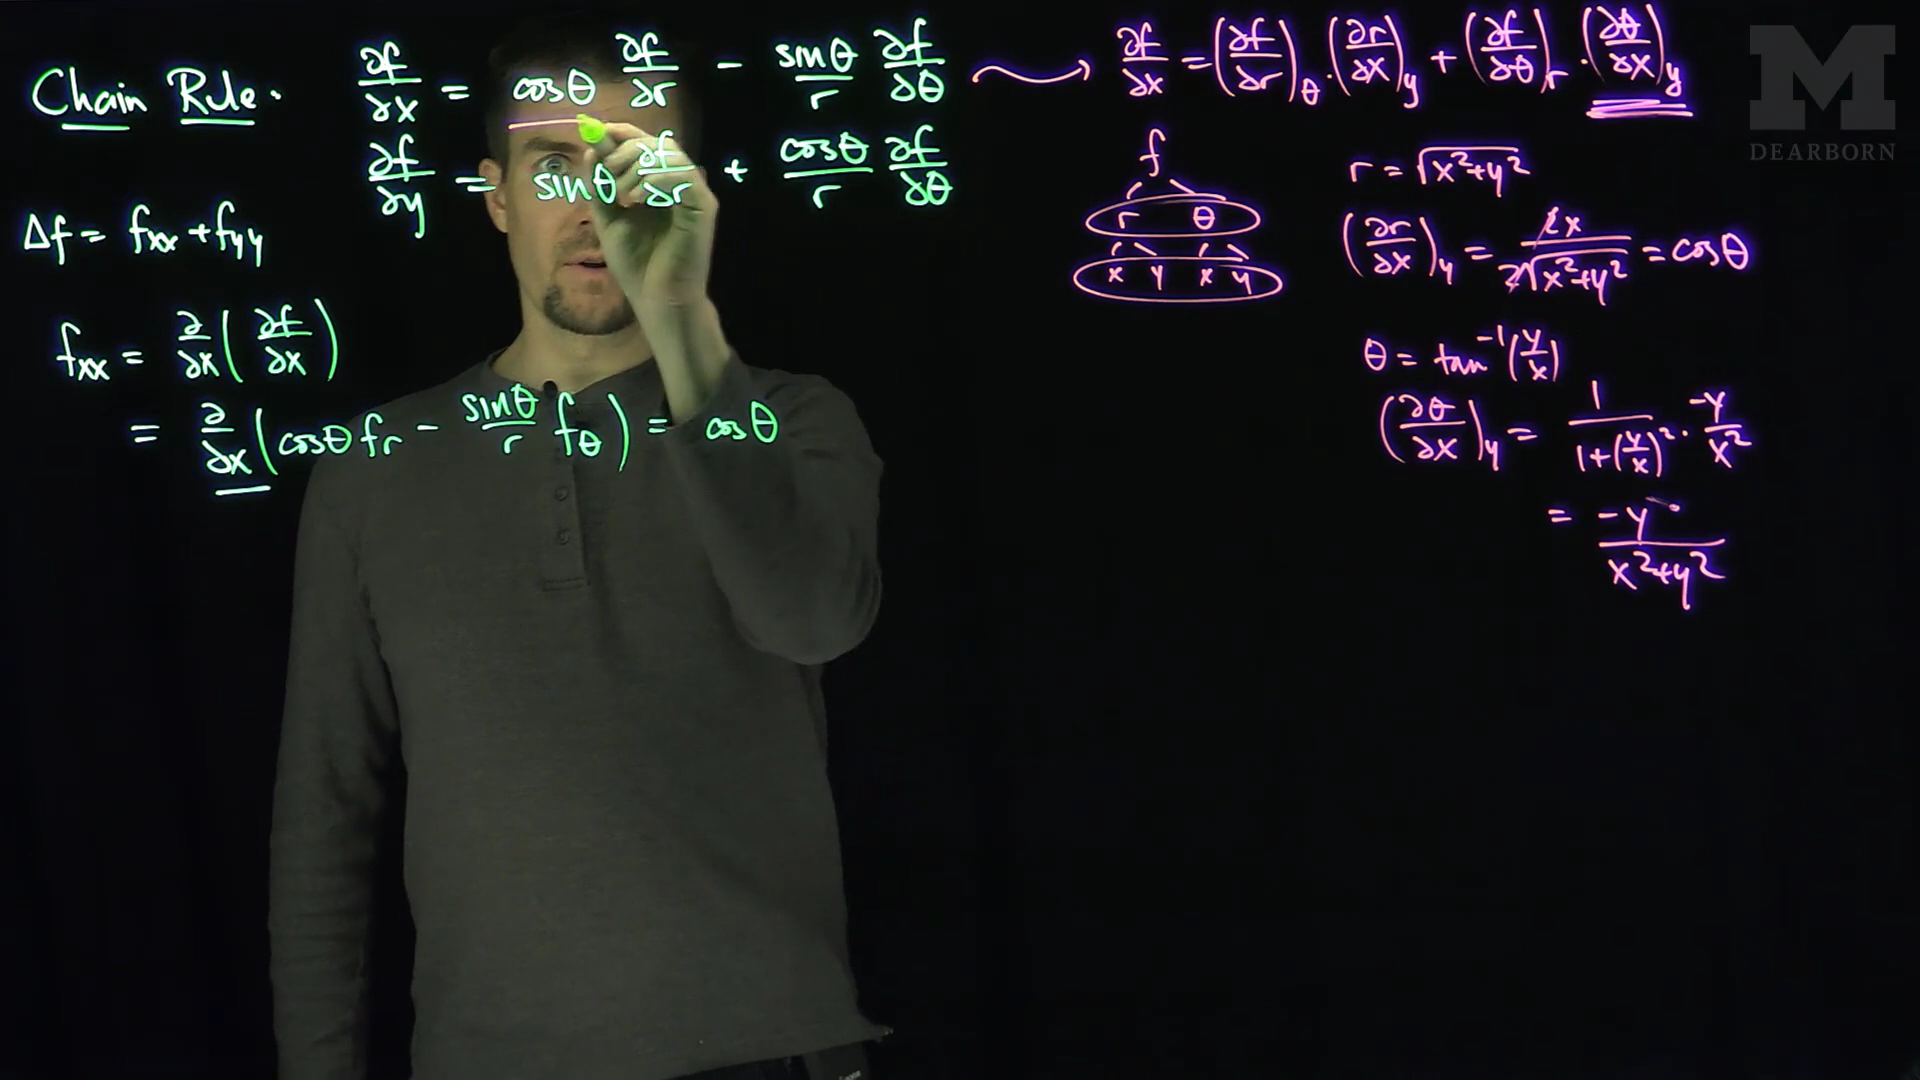 Chain Rule. ∂f/∂x = cosθ ∂f/∂r − sinθ/r ∂f/∂θ
∂f/∂y = sinθ ∂f/∂r + cosθ/r ∂f/∂θ
Δf = fxx + fyy
fxx = ∂/∂x ( ∂f/∂x )
= ∂/∂x ( cosθ fr − sinθ/r fθ ) = cosθ
∂f/∂x = (∂f/∂r)θ · (∂r/∂x)y + (∂f/∂θ)r · (∂θ/∂x)y
f
r θ
x y x y
r = √x²+y²
(∂r/∂x)y = 2x/2√x²+y² = cosθ
θ = tan⁻¹(y/x)
(∂θ/∂x)y = 1/1+(y/x)² · −y/x²
= −y/x²+y²
M
DEARBORN